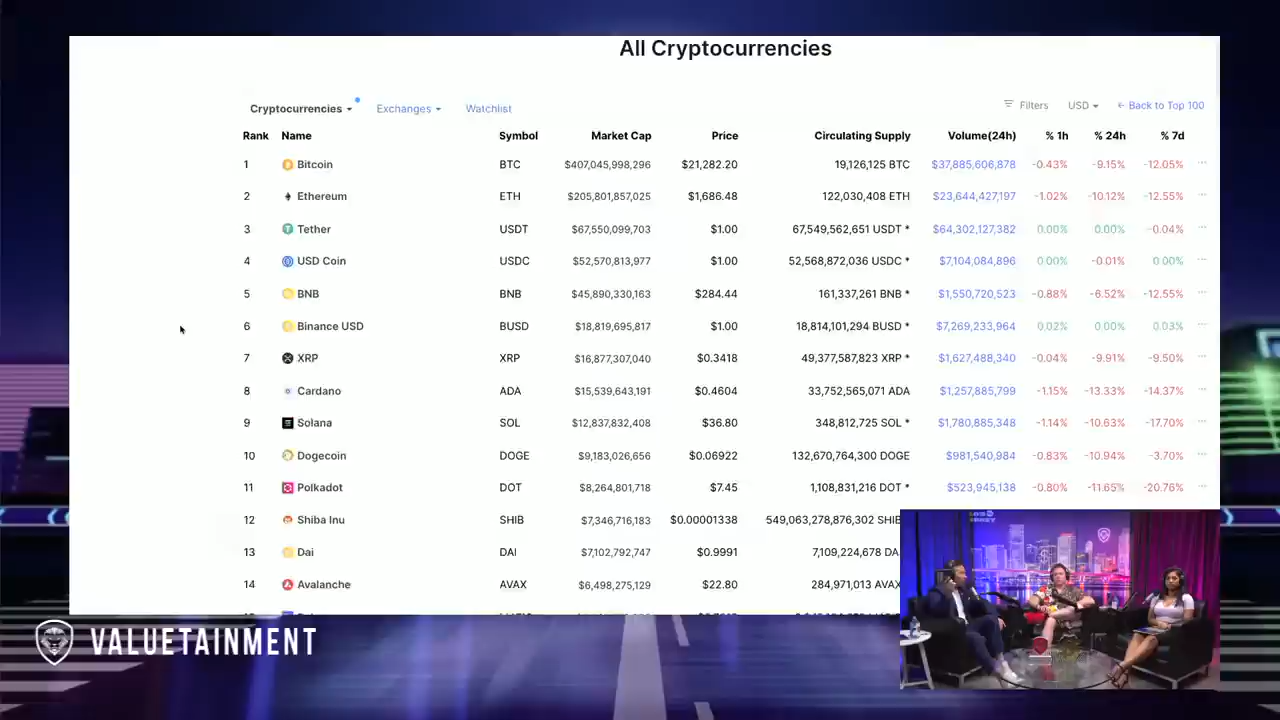 All Cryptocurrencies
Cryptocurrencies Exchanges Watchlist Filters USD ← Back to Top 100
Rank Name Symbol Market Cap Price Circulating Supply Volume(24h) % 1h % 24h % 7d
1 Bitcoin BTC $407,045,998,296 $21,282.20 19,126,125 BTC $37,885,606,878 -0.43% -9.15% -12.05%
2 Ethereum ETH $205,801,857,025 $1,686.48 122,030,408 ETH $23,644,427,197 -1.02% -10.12% -12.55%
3 Tether USDT $67,550,099,703 $1.00 67,549,562,651 USDT * $64,302,127,382 0.00% 0.00% -0.04%
4 USD Coin USDC $52,570,813,977 $1.00 52,568,872,036 USDC * $7,104,084,896 0.00% -0.01% 0.00%
5 BNB BNB $45,890,330,163 $284.44 161,337,261 BNB * $1,550,720,523 -0.88% -6.52% -12.55%
6 Binance USD BUSD $18,819,695,817 $1.00 18,814,101,294 BUSD * $7,269,233,964 0.02% 0.00% 0.03%
7 XRP XRP $16,877,307,040 $0.3418 49,377,587,823 XRP * $1,627,488,340 -0.04% -9.91% -9.50%
8 Cardano ADA $15,539,643,191 $0.4604 33,752,565,071 ADA $1,257,885,799 -1.15% -13.33% -14.37%
9 Solana SOL $12,837,832,408 $36.80 348,812,725 SOL * $1,780,885,348 -1.14% -10.63% -17.70%
10 Dogecoin DOGE $9,183,026,656 $0.06922 132,670,764,300 DOGE $981,540,984 -0.83% -10.94% -3.70%
11 Polkadot DOT $8,264,801,718 $7.45 1,108,831,216 DOT * $523,945,138 -0.80% -11.65% -20.76%
12 Shiba Inu SHIB $7,346,716,183 $0.00001338 549,063,278,876,302 SHIB
13 Dai DAI $7,102,792,747 $0.9991 7,109,224,678 DA
14 Avalanche AVAX $6,498,275,129 $22.80 284,971,013 AVAX
VALUETAINMENT